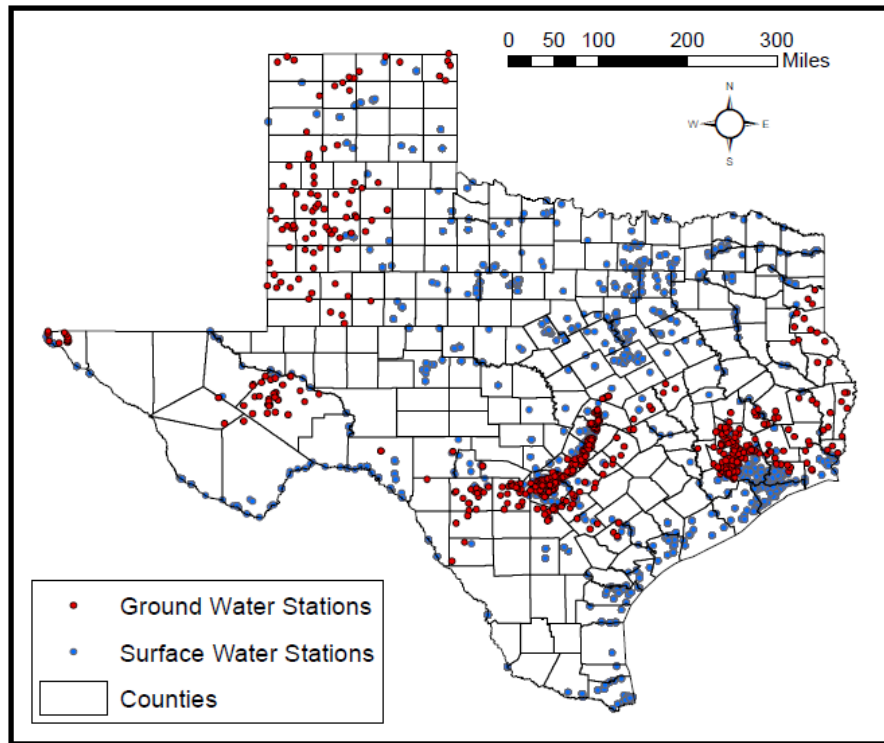 0 50 100 200 300
Miles
N
W E
S
Ground Water Stations
Surface Water Stations
Counties